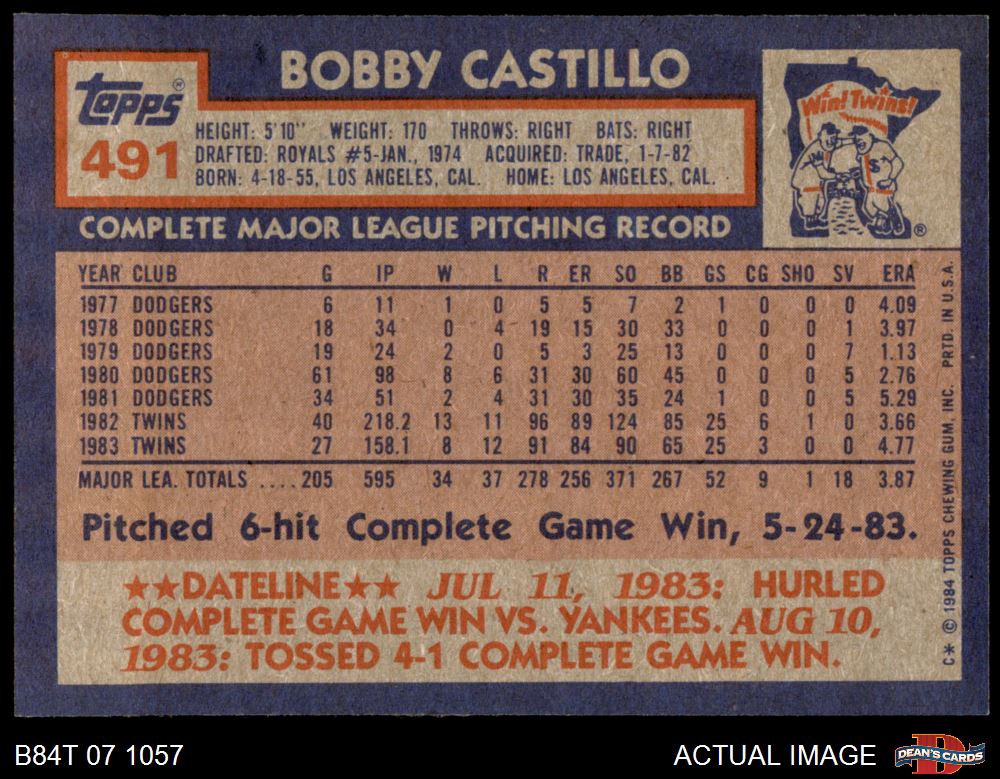 BOBBY CASTILLO
Topps®
491
HEIGHT: 5'10" WEIGHT: 170 THROWS: RIGHT BATS: RIGHT
DRAFTED: ROYALS #5-JAN., 1974 ACQUIRED: TRADE, 1-7-82
BORN: 4-18-55, LOS ANGELES, CAL. HOME: LOS ANGELES, CAL.
Win! Twins!
®
COMPLETE MAJOR LEAGUE PITCHING RECORD
YEAR CLUB G IP W L R ER SO BB GS CG SHO SV ERA
1977 DODGERS 6 11 1 0 5 5 7 2 1 0 0 0 4.09
1978 DODGERS 18 34 0 4 19 15 30 33 0 0 0 1 3.97
1979 DODGERS 19 24 2 0 5 3 25 13 0 0 0 7 1.13
1980 DODGERS 61 98 8 6 31 30 60 45 0 0 0 5 2.76
1981 DODGERS 34 51 2 4 31 30 35 24 1 0 0 5 5.29
1982 TWINS 40 218.2 13 11 96 89 124 85 25 6 1 0 3.66
1983 TWINS 27 158.1 8 12 91 84 90 65 25 3 0 0 4.77
MAJOR LEA. TOTALS .... 205 595 34 37 278 256 371 267 52 9 1 18 3.87
Pitched 6-hit Complete Game Win, 5-24-83.
★★DATELINE★★ JUL 11, 1983: HURLED
COMPLETE GAME WIN VS. YANKEES. AUG 10,
1983: TOSSED 4-1 COMPLETE GAME WIN.
C* © 1984 TOPPS CHEWING GUM, INC. PRTD. IN U.S.A.
B84T 07 1057
ACTUAL IMAGE
DEAN'S CARDS